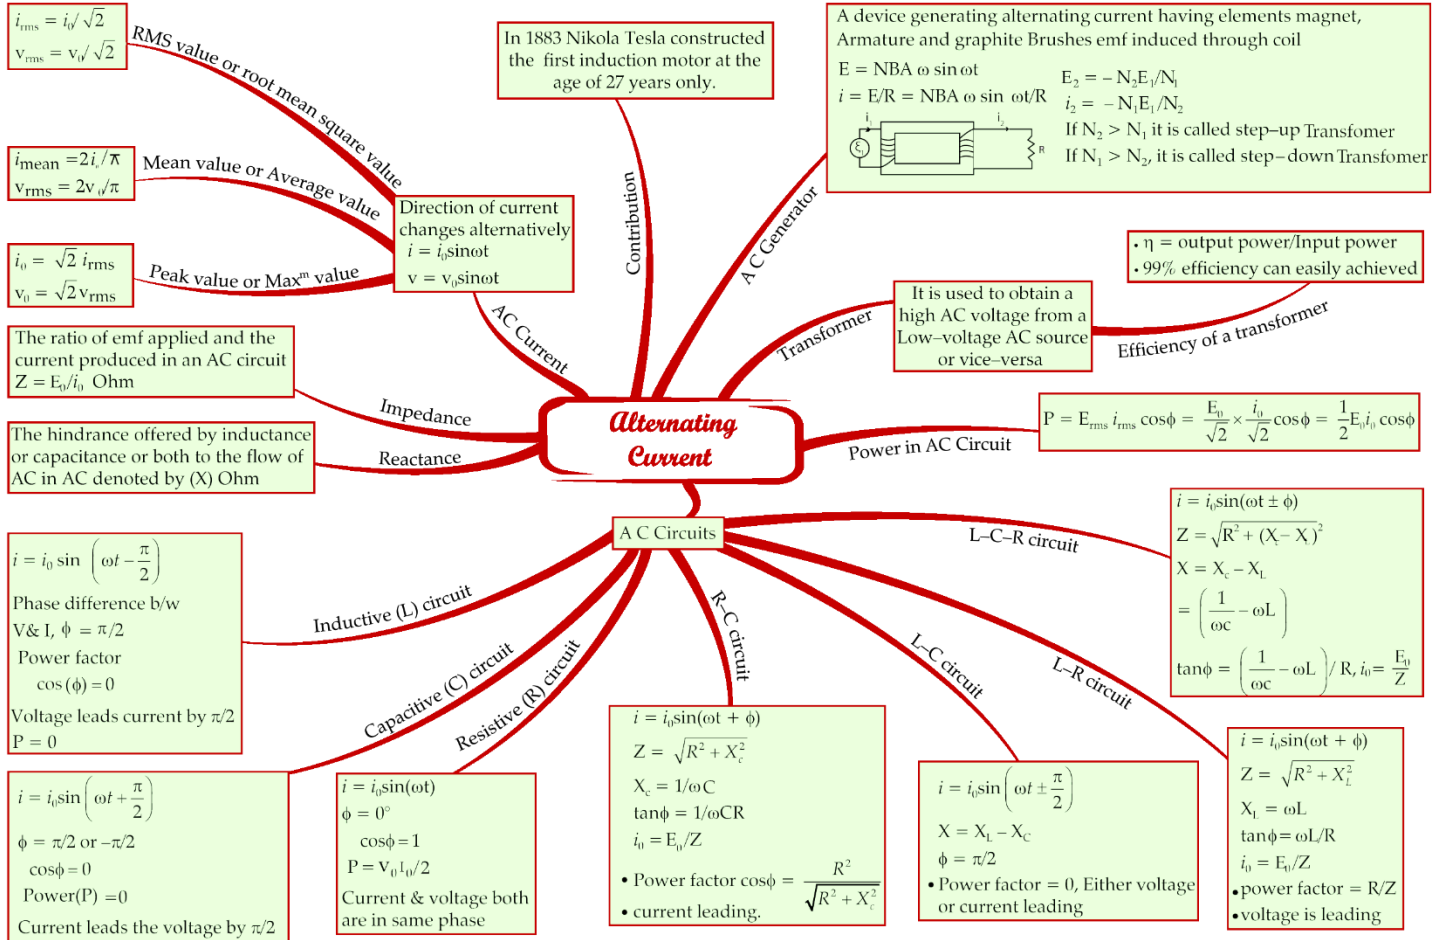 i_rms = i_0/√2
v_rms = v_0/√2
RMS value or root mean square value
i_mean = 2i_0/π
v_rms = 2v_0/π
Mean value or Average value
i_0 = √2 i_rms
v_0 = √2 v_rms
Peak value or Max^m value
Direction of current
changes alternatively
i = i_0sinωt
v = v_0sinωt
AC Current
In 1883 Nikola Tesla constructed
the first induction motor at the
age of 27 years only.
Contribution
A device generating alternating current having elements magnet,
Armature and graphite Brushes emf induced through coil
E = NBA ω sin ωt
i = E/R = NBA ω sin ωt/R
E_2 = – N_2E_1/N_1
i_2 = – N_1E_1/N_2
If N_2 > N_1 it is called step–up Transfomer
If N_1 > N_2, it is called step–down Transfomer
i_1
i_2
ξ_1
R
A C Generator
• η = output power/Input power
• 99% efficiency can easily achieved
It is used to obtain a
high AC voltage from a
Low–voltage AC source
or vice–versa
Transformer
Efficiency of a transformer
The ratio of emf applied and the
current produced in an AC circuit
Z = E_0/i_0 Ohm
Impedance
The hindrance offered by inductance
or capacitance or both to the flow of
AC in AC denoted by (X) Ohm
Reactance
Alternating
Current
P = E_rms i_rms cosϕ = E_0/√2 × i_0/√2 cosϕ = 1/2 E_0i_0 cosϕ
Power in AC Circuit
A C Circuits
i = i_0 sin (ωt – π/2)
Phase difference b/w
V& I, ϕ = π/2
Power factor
cos (ϕ) = 0
Voltage leads current by π/2
P = 0
Inductive (L) circuit
i = i_0sin(ωt + π/2)
ϕ = π/2 or –π/2
cosϕ = 0
Power(P) = 0
Current leads the voltage by π/2
Capacitive (C) circuit
i = i_0sin(ωt)
ϕ = 0°
cosϕ = 1
P = V_0 I_0/2
Current & voltage both
are in same phase
Resistive (R) circuit
i = i_0sin(ωt + ϕ)
Z = √(R² + X_c²)
X_c = 1/ωC
tanϕ = 1/ωCR
i_0 = E_0/Z
• Power factor cosϕ = R²/√(R² + X_c²)
• current leading.
R–C circuit
i = i_0sin(ωt ± π/2)
X = X_L – X_C
ϕ = π/2
• Power factor = 0, Either voltage
or current leading
L–C circuit
i = i_0sin(ωt + ϕ)
Z = √(R² + X_L²)
X_L = ωL
tanϕ = ωL/R
i_0 = E_0/Z
• power factor = R/Z
• voltage is leading
L–R circuit
i = i_0sin(ωt ± ϕ)
Z = √(R² + (X – X)²)
X = X_c – X_L
= (1/ωc – ωL)
tanϕ = (1/ωc – ωL)/ R, i_0 = E_0/Z
L–C–R circuit